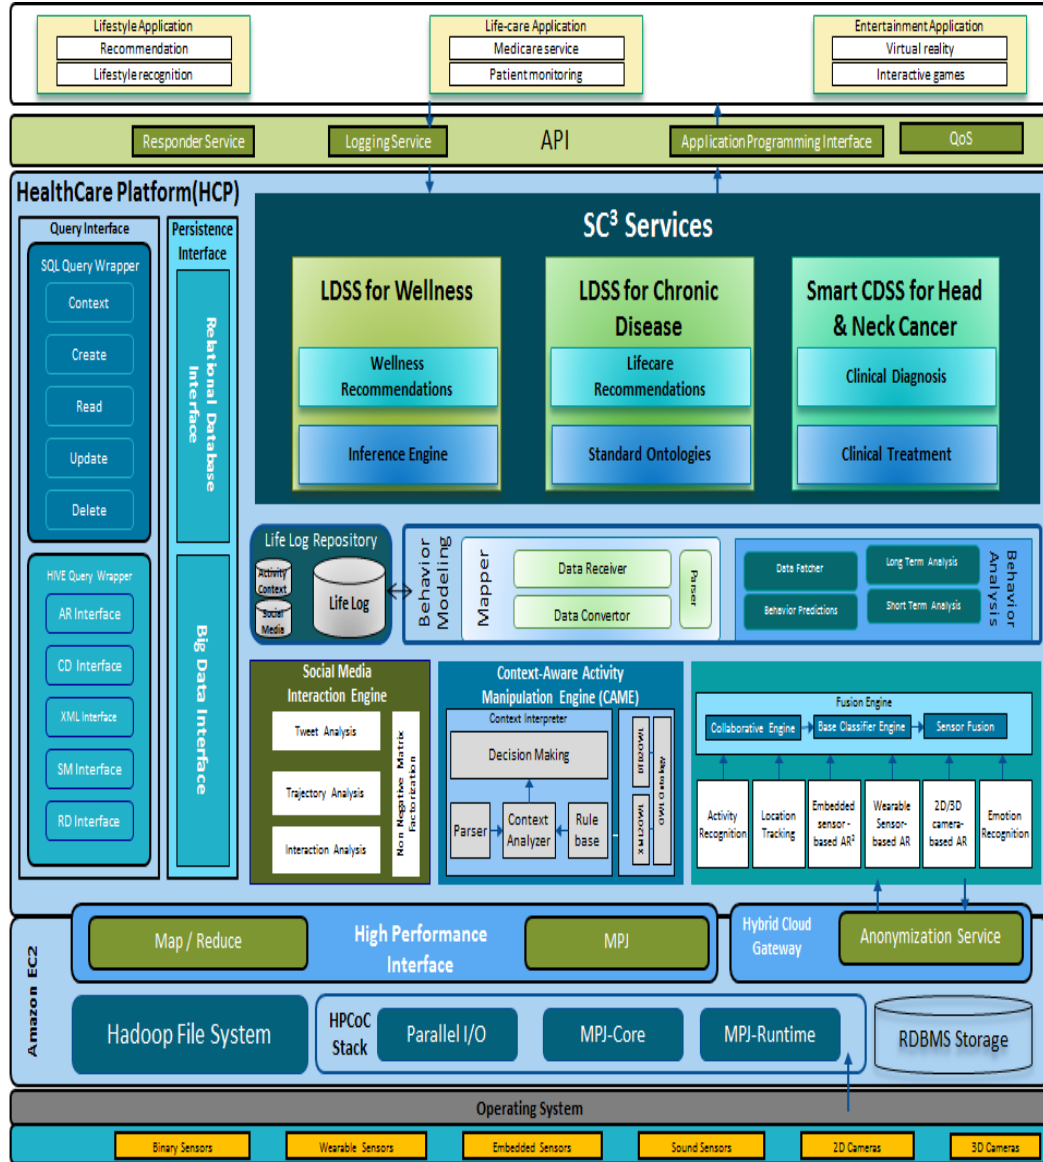 Lifestyle Application
Recommendation
Lifestyle recognition
Life-care Application
Medicare service
Patient monitoring
Entertainment Application
Virtual reality
Interactive games
Responder Service
Logging Service
API
Application Programming Interface
QoS
HealthCare Platform(HCP)
Query Interface
SQL Query Wrapper
Context
Create
Read
Update
Delete
HIVE Query Wrapper
AR Interface
CD Interface
XML Interface
SM Interface
RD Interface
Persistence
Interface
Relational Database
Interface
Big Data Interface
SC³ Services
LDSS for Wellness
Wellness
Recommendations
Inference Engine
LDSS for Chronic
Disease
Lifecare
Recommendations
Standard Ontologies
Smart CDSS for Head
& Neck Cancer
Clinical Diagnosis
Clinical Treatment
Life Log Repository
Activity
Context
Social
Media
Life Log
Behavior
Modeling
Mapper
Data Receiver
Data Convertor
Parser
Data Fatcher
Behavior Predictions
Long Term Analysis
Short Term Analysis
Behavior
Analysis
Social Media
Interaction Engine
Tweet Analysis
Trajectory Analysis
Interaction Analysis
Non Negative Matrix
Factorization
Context-Aware Activity
Manipulation Engine (CAME)
Context Interpreter
Decision Making
Parser
Context
Analyzer
Rule
base
OWL Ontology
Fusion Engine
Collaborative Engine
Base Classifier Engine
Sensor Fusion
Activity
Recognition
Location
Tracking
Embedded
sensor -
based AR²
Wearable
Sensor-
based AR
2D/3D
camera-
based AR
Emotion
Recognition
Amazon EC2
Map / Reduce
High Performance
Interface
MPJ
Hybrid Cloud
Gateway
Anonymization Service
Hadoop File System
HPCoC
Stack
Parallel I/O
MPJ-Core
MPJ-Runtime
RDBMS Storage
Operating System
Binary Sensors
Wearable Sensors
Embedded Sensors
Sound Sensors
2D Cameras
3D Cameras